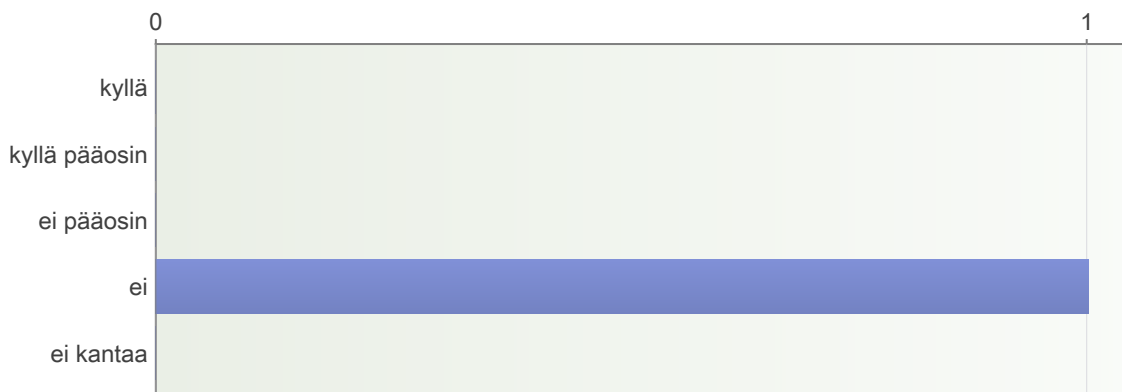 0 1
kyllä
kyllä pääosin
ei pääosin
ei
ei kantaa